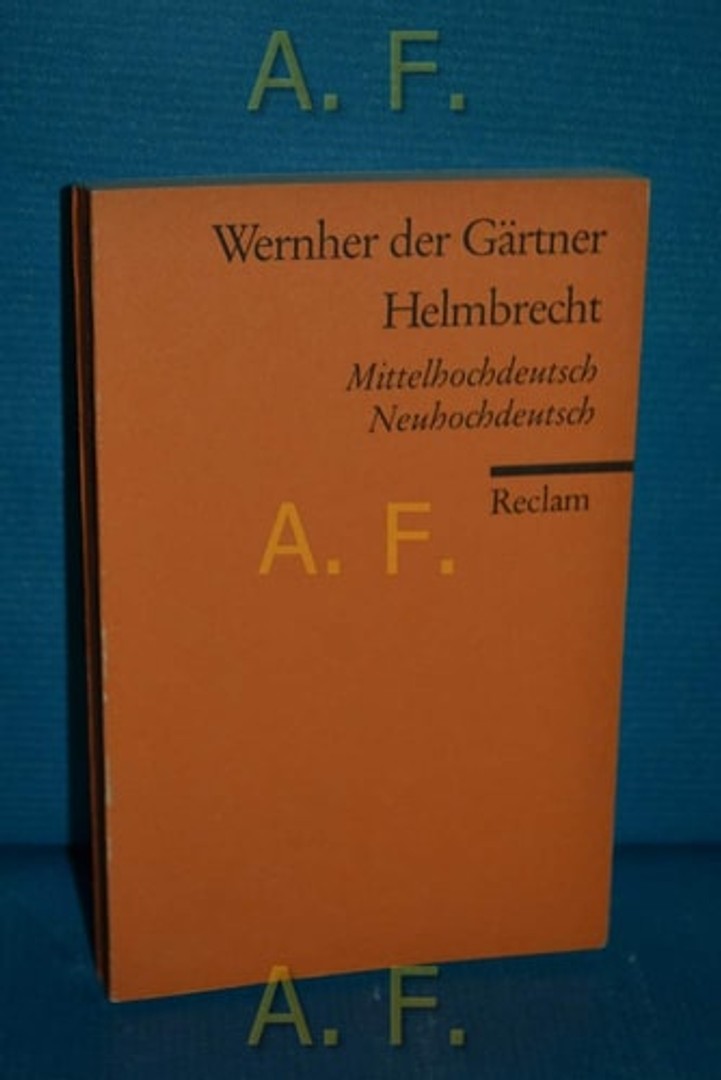 A. F.
Wernher der Gärtner
Helmbrecht
Mittelhochdeutsch
Neuhochdeutsch
Reclam
A. F.
A. F.